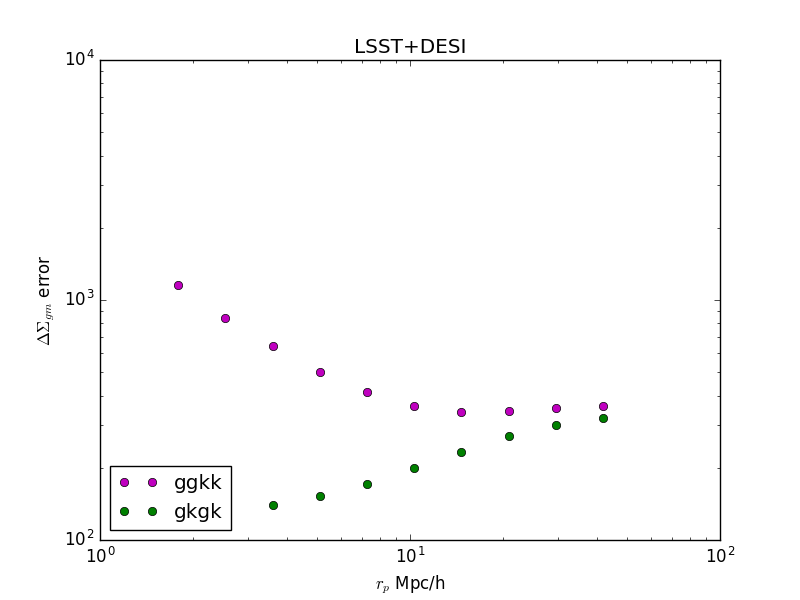 LSST+DESI
10^4
10^3
10^2
ΔΣ_gm error
ggkk
gkgk
10^0 10^1 10^2
r_p Mpc/h